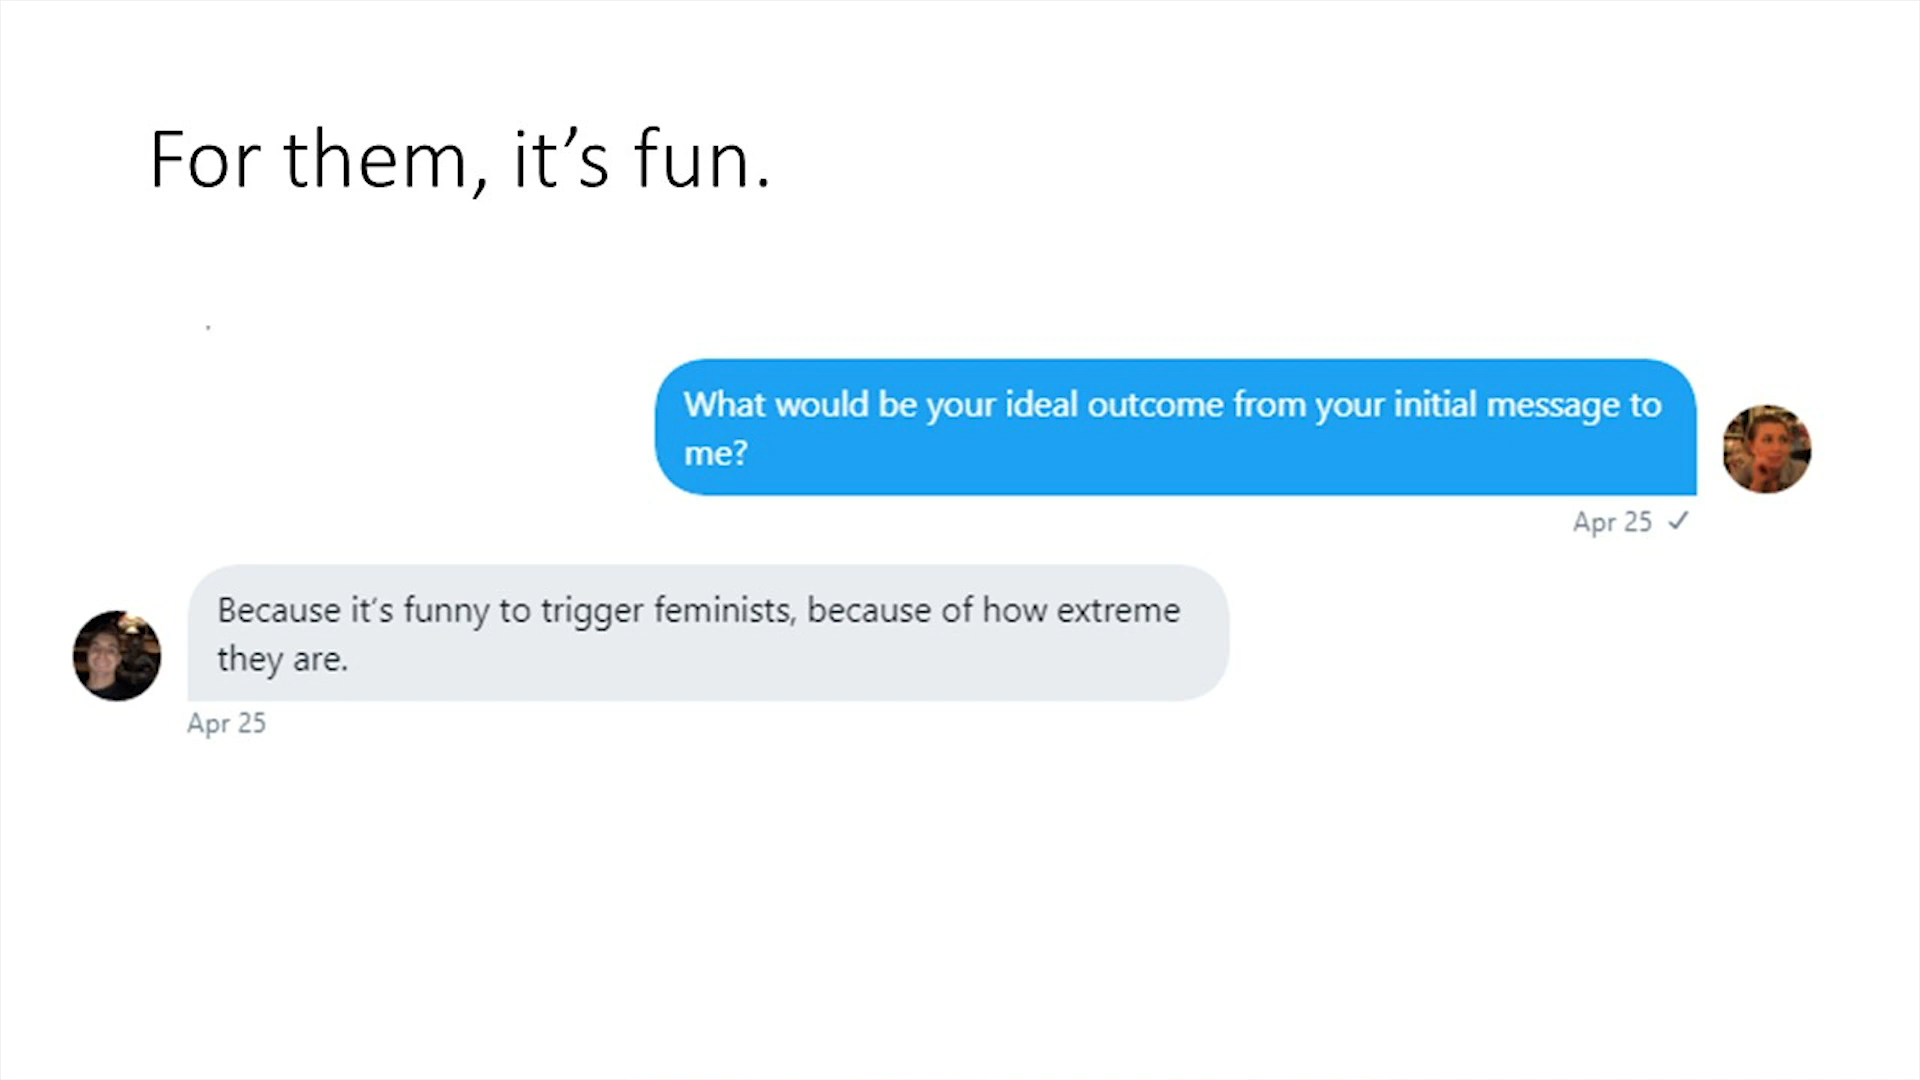 For them, it’s fun.
What would be your ideal outcome from your initial message to
me?
Apr 25 ✓
Because it’s funny to trigger feminists, because of how extreme
they are.
Apr 25